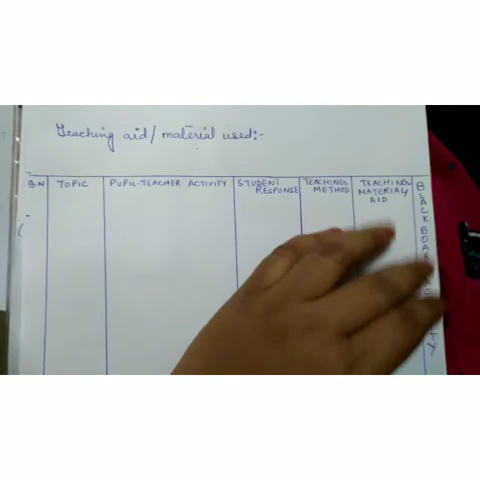 Teaching aid/material used:-
S.N
TOPIC
PUPIL-TEACHER ACTIVITY
STUDENT
RESPONSE
TEACHING
METHOD
TEACHING
MATERIAL/
AID
BLACK BOARD